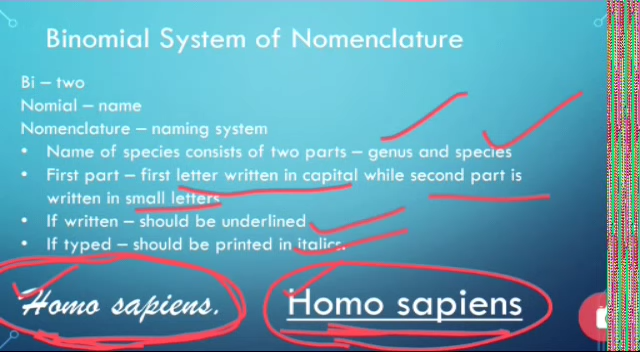 Binomial System of Nomenclature
Bi – two
Nomial – name
Nomenclature – naming system
• Name of species consists of two parts – genus and species
• First part – first letter written in capital while second part is
written in small letters
• If written – should be underlined
• If typed – should be printed in italics.
Homo sapiens. Homo sapiens